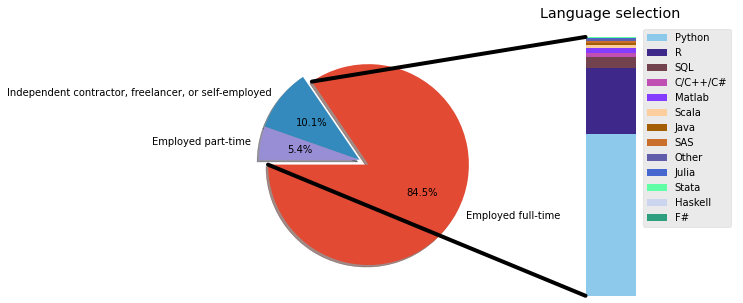 Language selection
Python
R
SQL
C/C++/C#
Matlab
Scala
Java
SAS
Other
Julia
Stata
Haskell
F#
Independent contractor, freelancer, or self-employed
10.1%
Employed part-time
5.4%
84.5%
Employed full-time